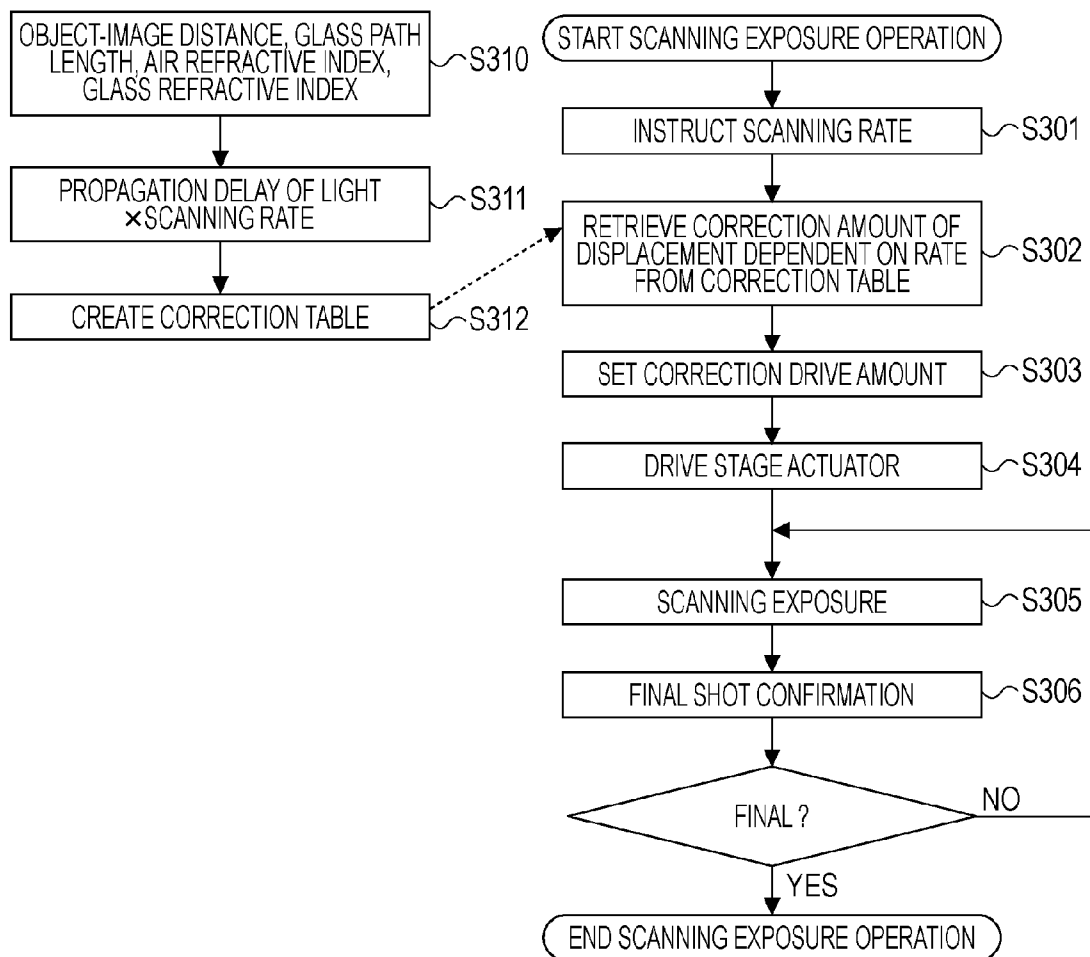 OBJECT-IMAGE DISTANCE, GLASS PATH
LENGTH, AIR REFRACTIVE INDEX,
GLASS REFRACTIVE INDEX
S310
PROPAGATION DELAY OF LIGHT
×SCANNING RATE
S311
CREATE CORRECTION TABLE
S312
START SCANNING EXPOSURE OPERATION
INSTRUCT SCANNING RATE
S301
RETRIEVE CORRECTION AMOUNT OF
DISPLACEMENT DEPENDENT ON RATE
FROM CORRECTION TABLE
S302
SET CORRECTION DRIVE AMOUNT
S303
DRIVE STAGE ACTUATOR
S304
SCANNING EXPOSURE
S305
FINAL SHOT CONFIRMATION
S306
FINAL ?
NO
YES
END SCANNING EXPOSURE OPERATION